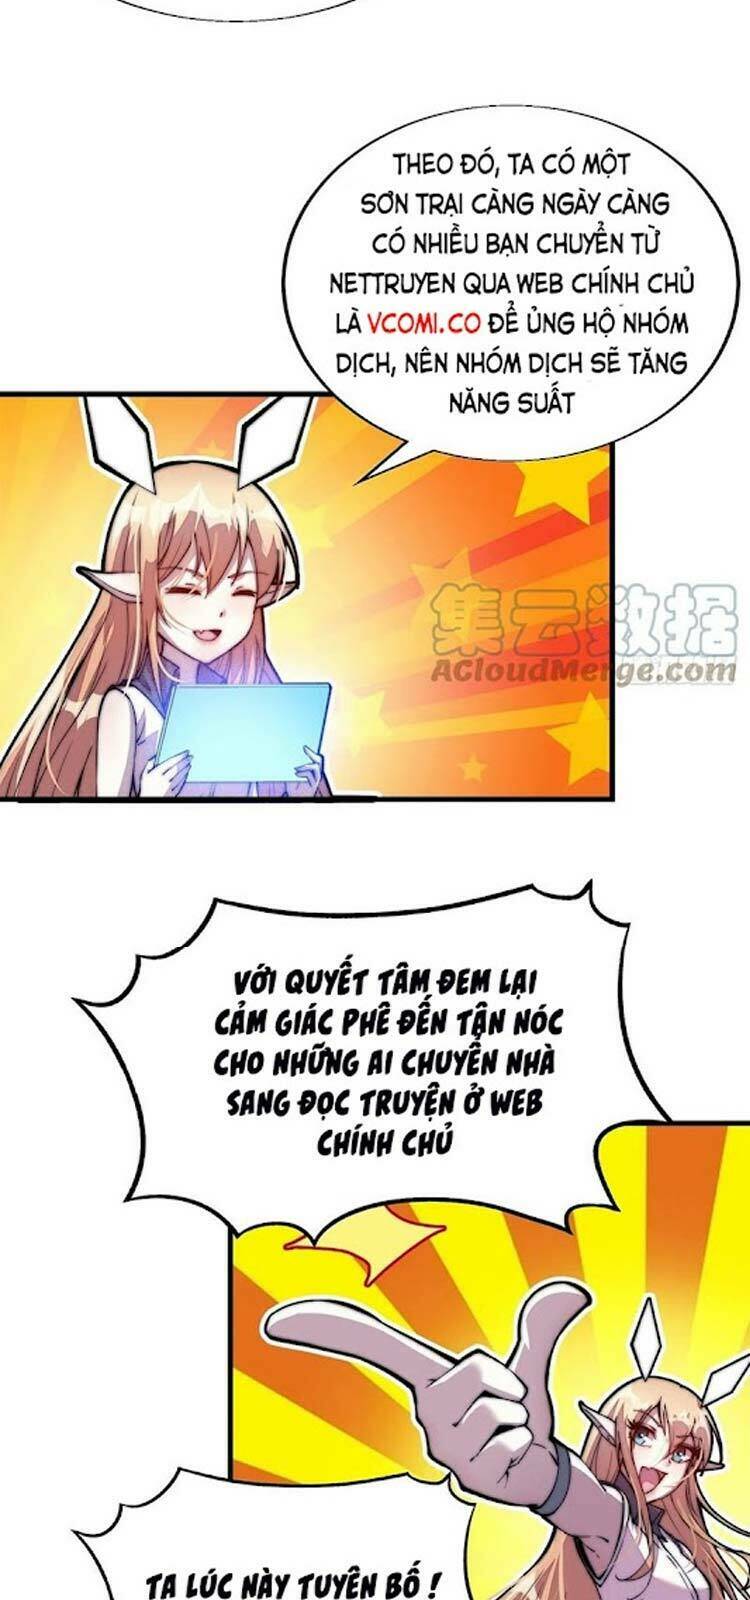 THEO ĐÓ, TA CÓ MỘT
SƠN TRẠI CÀNG NGÀY CÀNG
CÓ NHIỀU BẠN CHUYỂN TỪ
NETTRUYEN QUA WEB CHÍNH CHỦ
LÀ VCOMI.CO ĐỂ ỦNG HỘ NHÓM
DỊCH, NÊN NHÓM DỊCH SẼ TĂNG
NĂNG SUẤT
集云数据
ACloudMerge.com
VỚI QUYẾT TÂM ĐEM LẠI
CẢM GIÁC PHÊ ĐẾN TẬN NÓC
CHO NHỮNG AI CHUYỂN NHÀ
SANG ĐỌC TRUYỆN Ở WEB
CHÍNH CHỦ
TA LÚC NÀY TUYÊN BỐ !